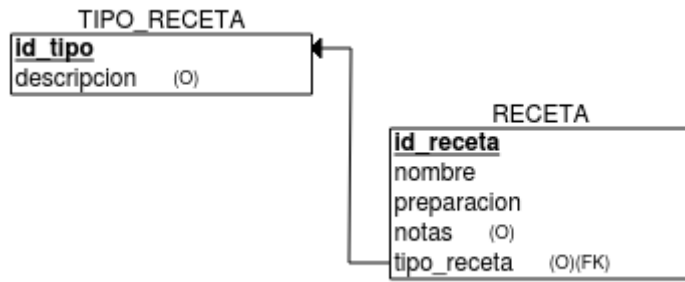 TIPO_RECETA
id_tipo
descripcion (O)
RECETA
id_receta
nombre
preparacion
notas (O)
tipo_receta (O)(FK)